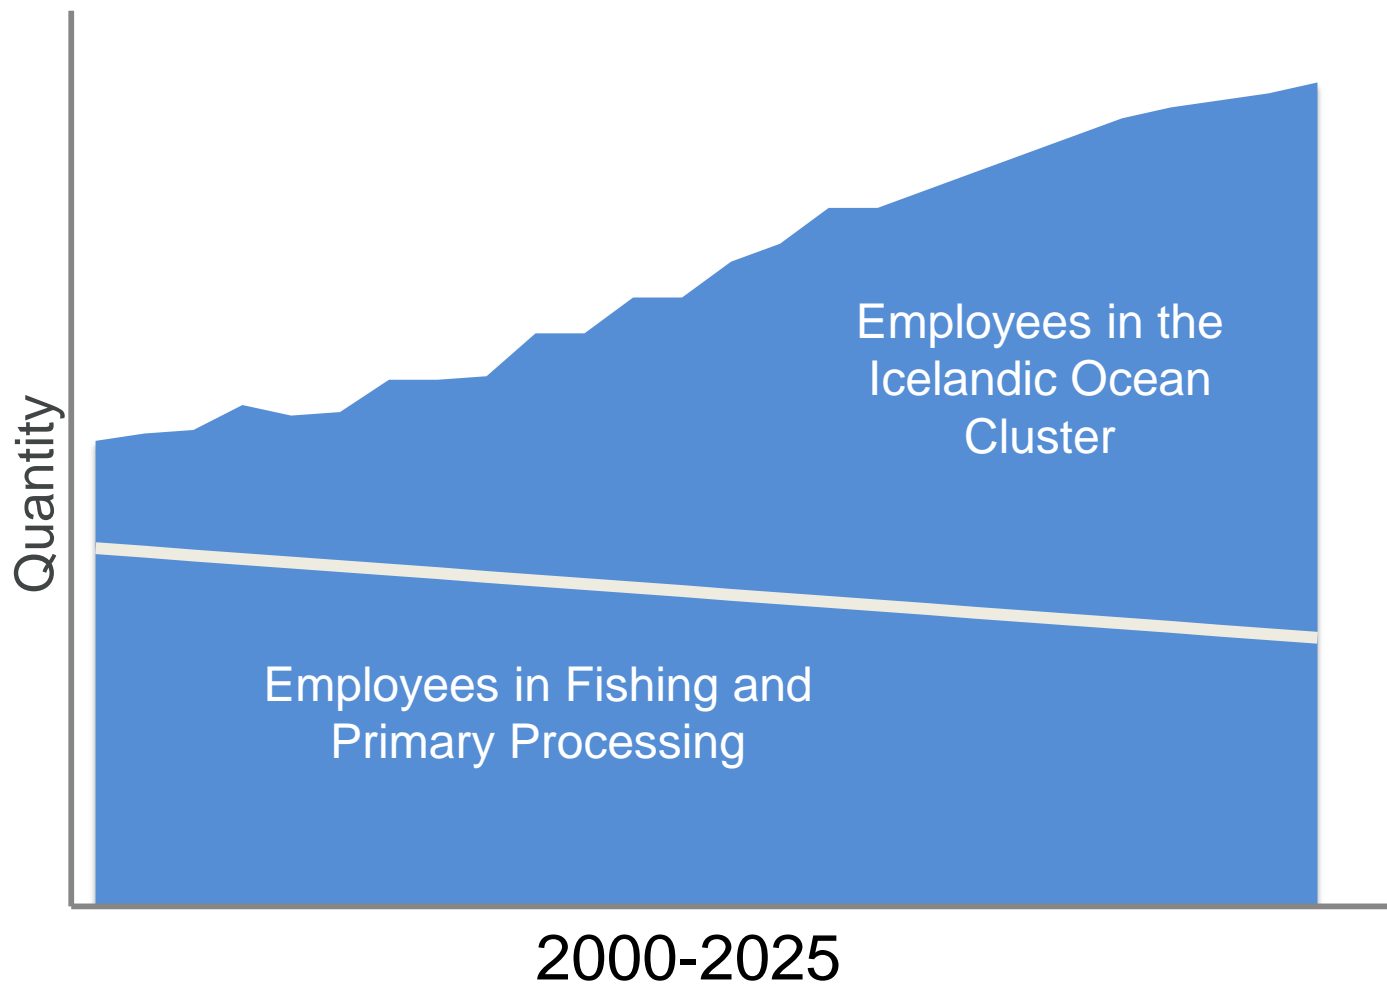 Quantity
Employees in the
Icelandic Ocean
Cluster
Employees in Fishing and
Primary Processing
2000-2025